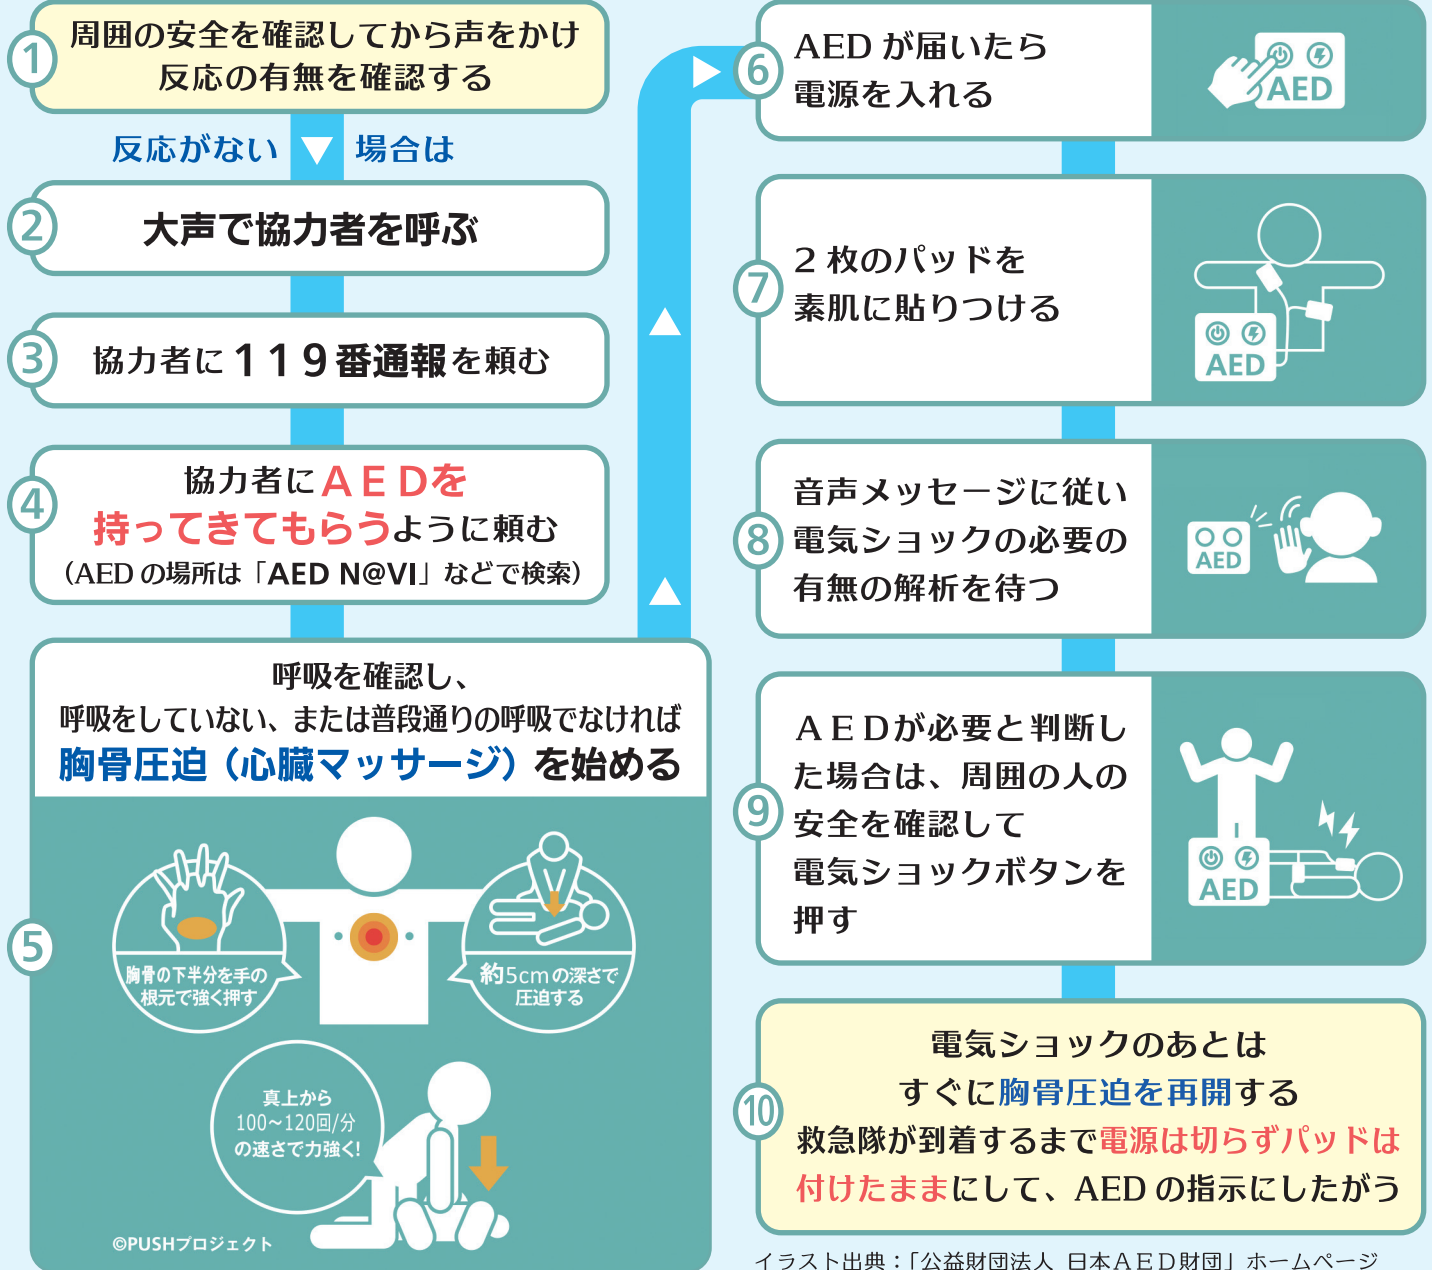 1
周囲の安全を確認してから声をかけ
反応の有無を確認する
反応がない 場合は
2
大声で協力者を呼ぶ
3
協力者に119番通報を頼む
4
協力者にAEDを
持ってきてもらうように頼む
（AEDの場所は「AED N@VI」などで検索）
5
呼吸を確認し、
呼吸をしていない、または普段通りの呼吸でなければ
胸骨圧迫（心臓マッサージ）を始める
胸骨の下半分を手の
根元で強く押す
約5cmの深さで
圧迫する
真上から
100〜120回/分
の速さで力強く!
©PUSHプロジェクト
6
AEDが届いたら
電源を入れる
AED
7
2枚のパッドを
素肌に貼りつける
AED
8
音声メッセージに従い
電気ショックの必要の
有無の解析を待つ
AED
9
AEDが必要と判断し
た場合は、周囲の人の
安全を確認して
電気ショックボタンを
押す
AED
10
電気ショックのあとは
すぐに胸骨圧迫を再開する
救急隊が到着するまで電源は切らずパッドは
付けたままにして、AEDの指示にしたがう
イラスト出典：「公益財団法人 日本AED財団」ホームページ